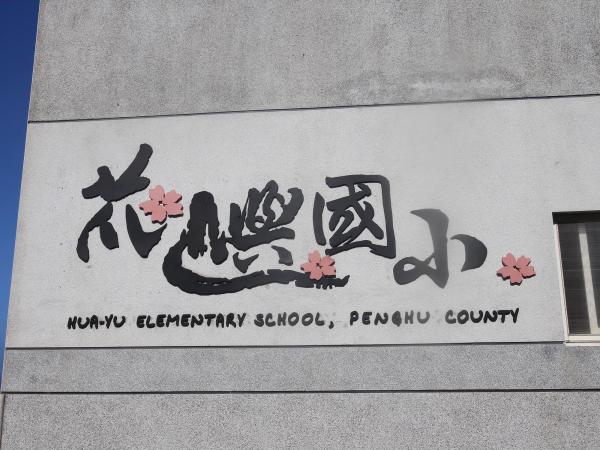 花嶼國小
HUA-YU ELEMENTARY SCHOOL, PENGHU COUNTY